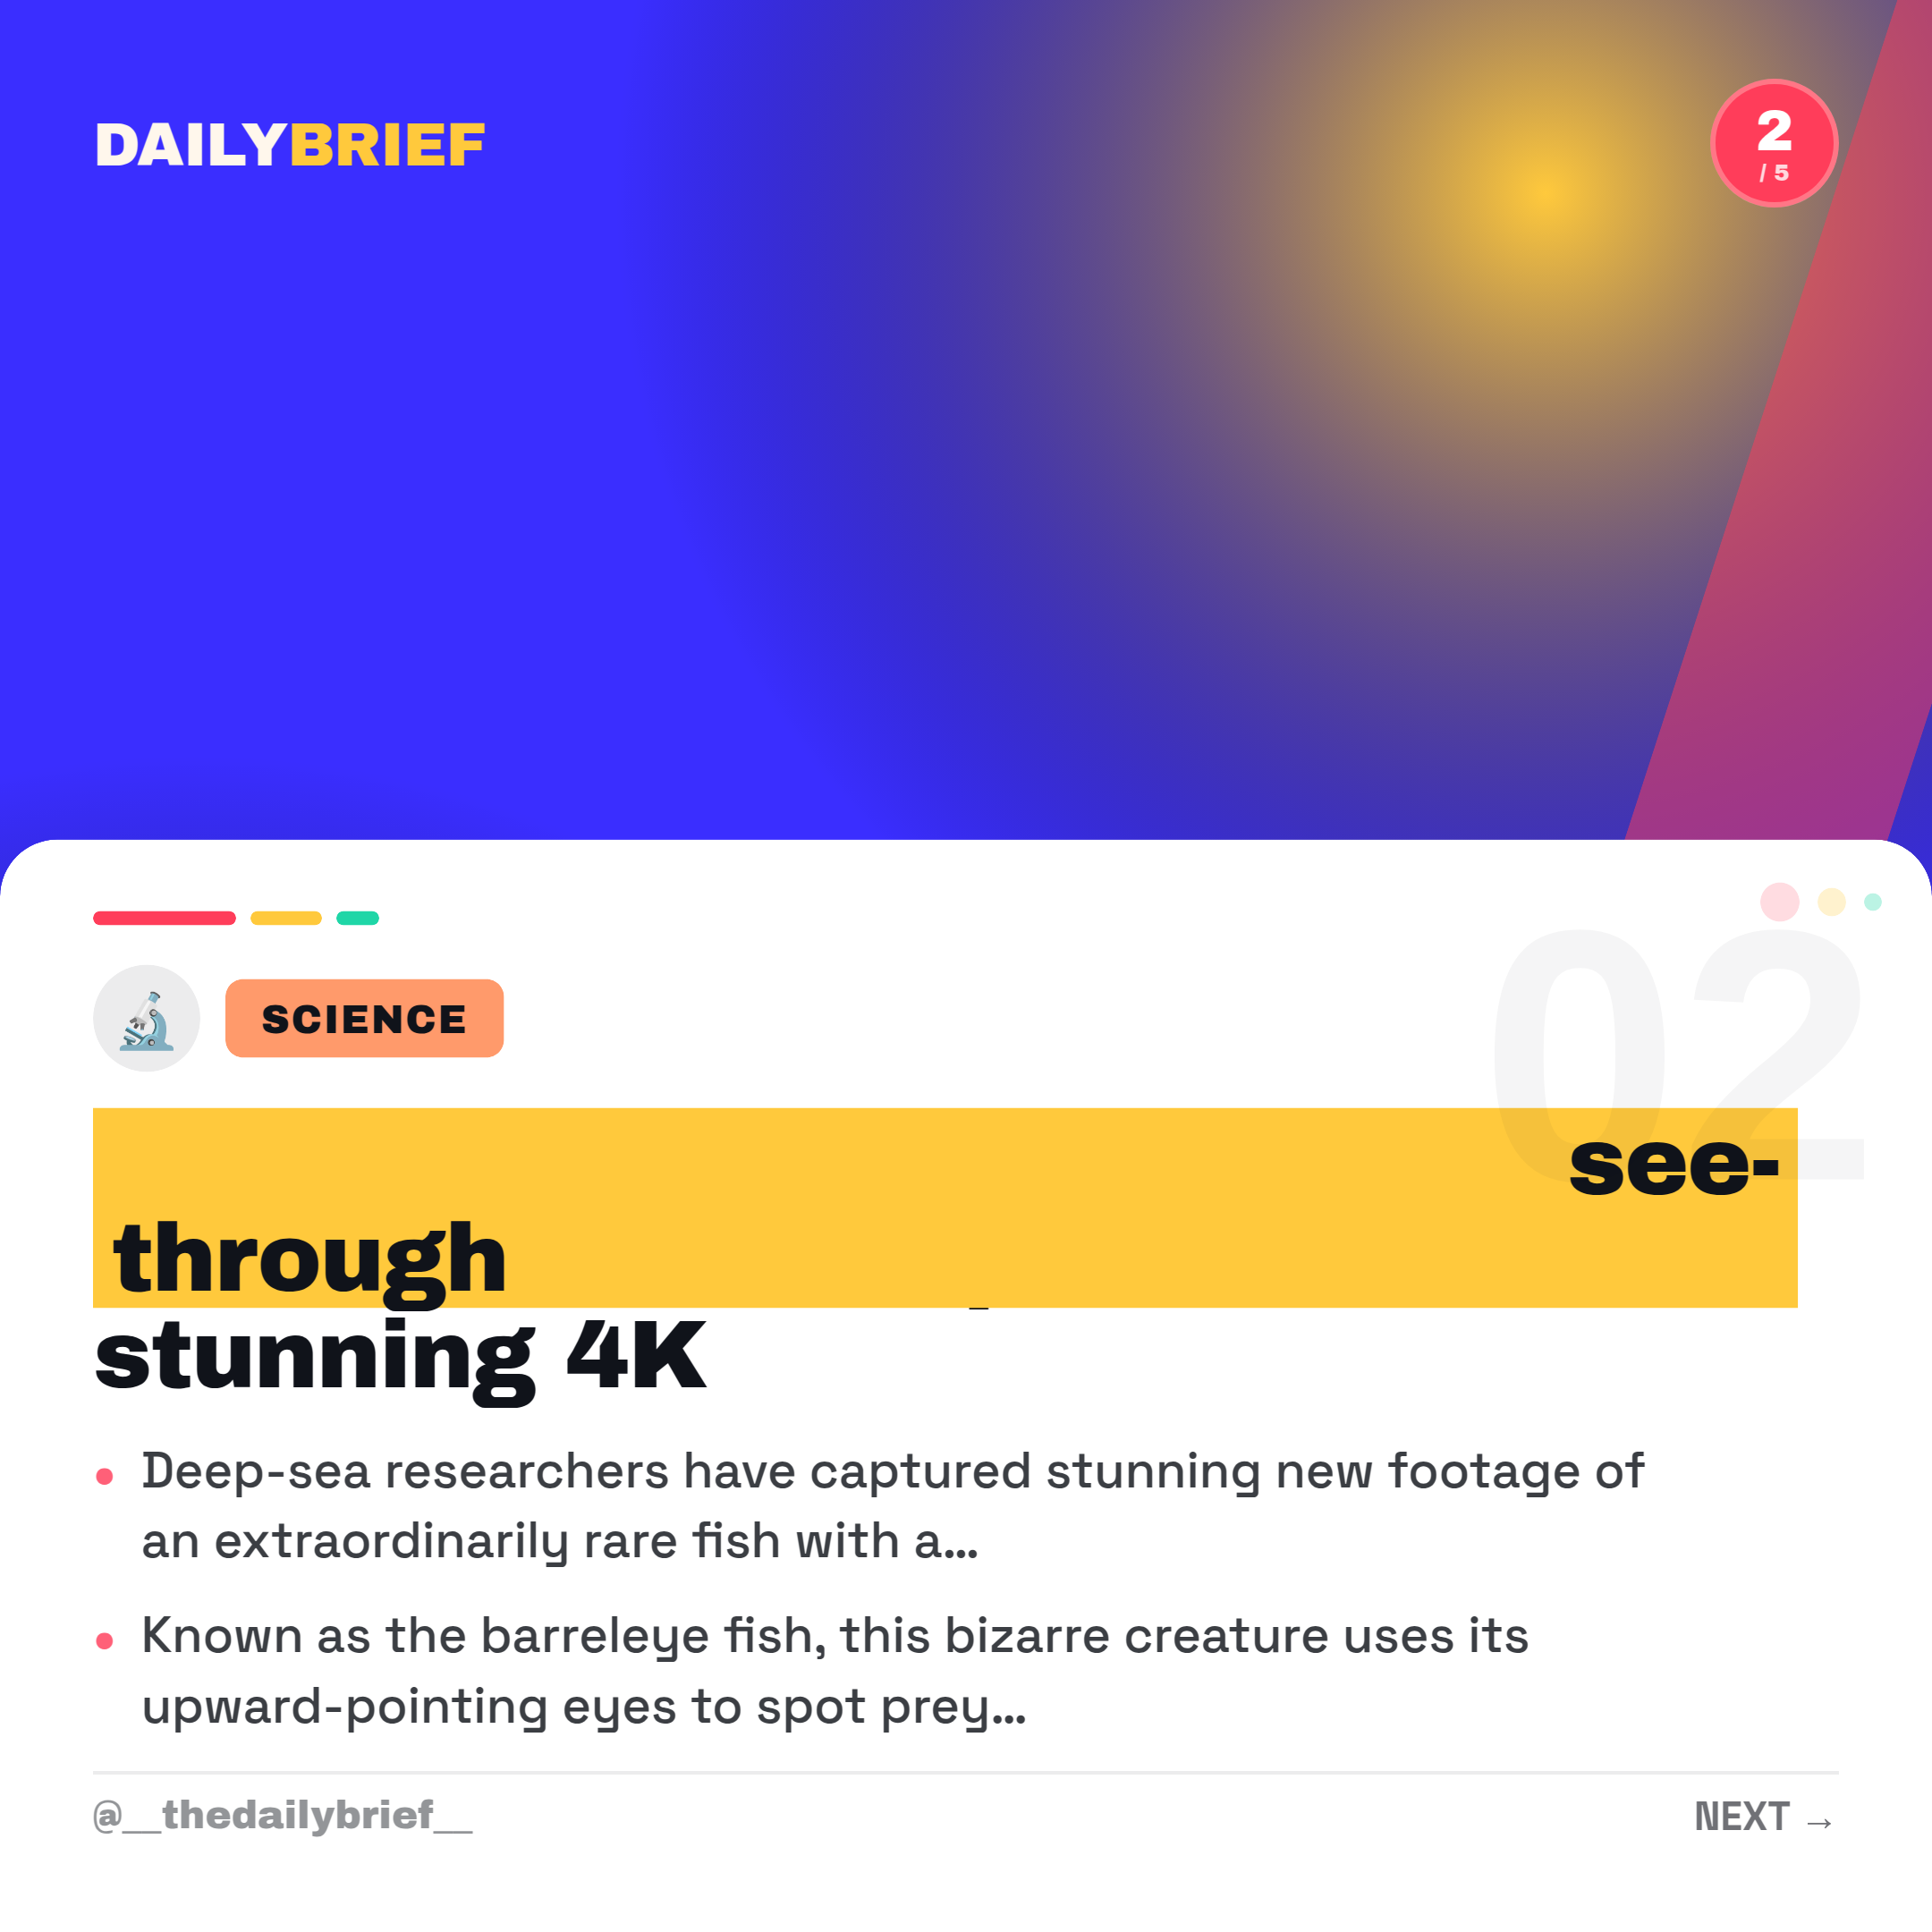 DAILYBRIEF
2
/ 5
SCIENCE
02
see-
through
stunning 4K
• Deep-sea researchers have captured stunning new footage of
an extraordinarily rare fish with a...
• Known as the barreleye fish, this bizarre creature uses its
upward-pointing eyes to spot prey...
@__thedailybrief__
NEXT →